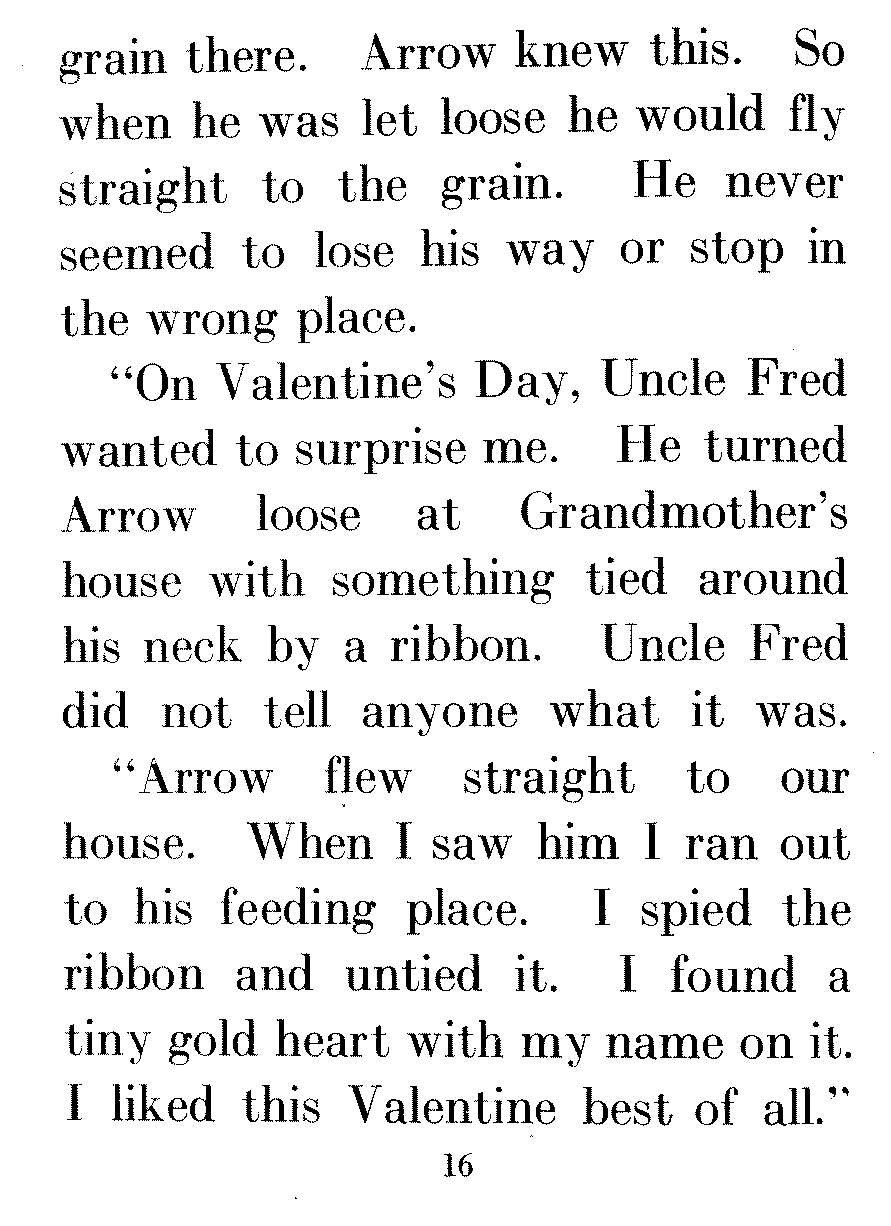 grain there. Arrow knew this. So
when he was let loose he would fly
straight to the grain. He never
seemed to lose his way or stop in
the wrong place.
“On Valentine’s Day, Uncle Fred
wanted to surprise me. He turned
Arrow loose at Grandmother’s
house with something tied around
his neck by a ribbon. Uncle Fred
did not tell anyone what it was.
“Arrow flew straight to our
house. When I saw him I ran out
to his feeding place. I spied the
ribbon and untied it. I found a
tiny gold heart with my name on it.
I liked this Valentine best of all.”
16